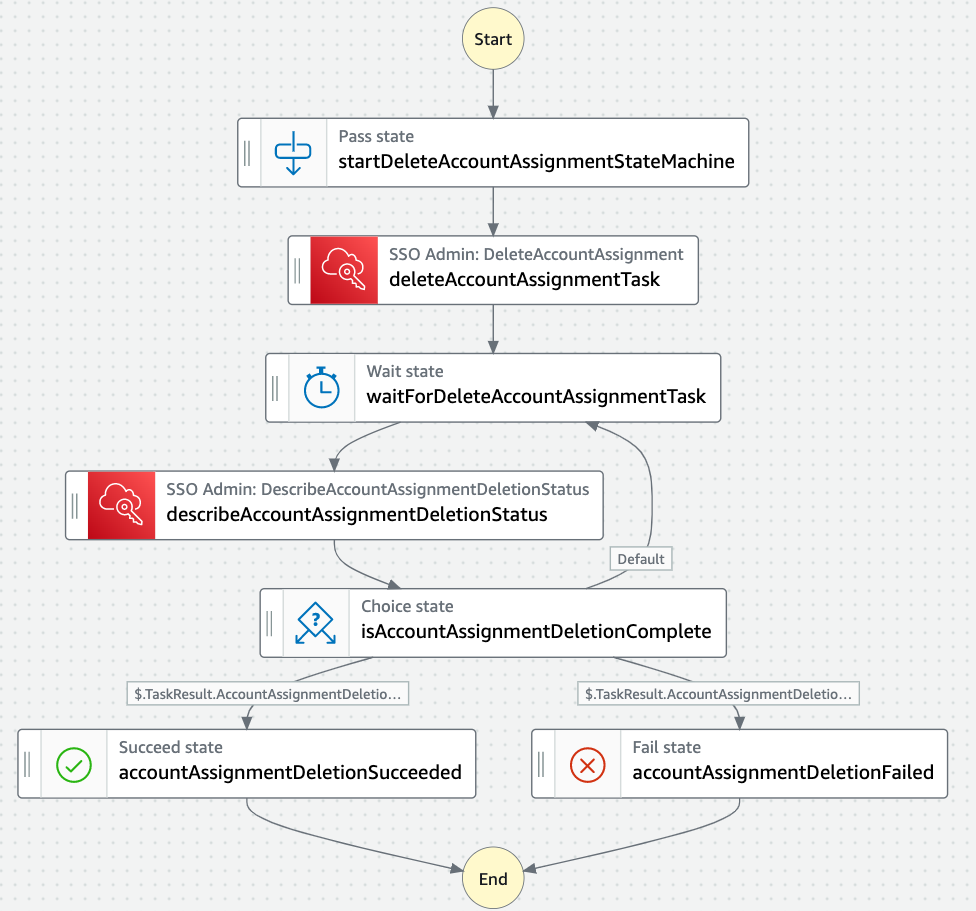 Start
Pass state
startDeleteAccountAssignmentStateMachine
SSO Admin: DeleteAccountAssignment
deleteAccountAssignmentTask
Wait state
waitForDeleteAccountAssignmentTask
SSO Admin: DescribeAccountAssignmentDeletionStatus
describeAccountAssignmentDeletionStatus
Default
Choice state
isAccountAssignmentDeletionComplete
$.TaskResult.AccountAssignmentDeletio...
$.TaskResult.AccountAssignmentDeletio...
Succeed state
accountAssignmentDeletionSucceeded
Fail state
accountAssignmentDeletionFailed
End